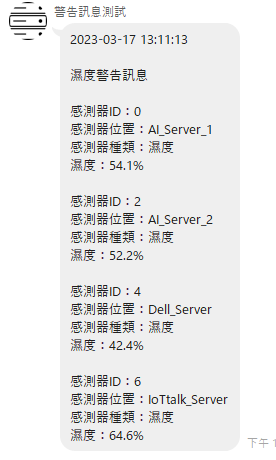 警告訊息測試
2023-03-17 13:11:13
濕度警告訊息
感測器ID：0
感測器位置：AI_Server_1
感測器種類：濕度
濕度：54.1%
感測器ID：2
感測器位置：AI_Server_2
感測器種類：濕度
濕度：52.2%
感測器ID：4
感測器位置：Dell_Server
感測器種類：濕度
濕度：42.4%
感測器ID：6
感測器位置：IoTtalk_Server
感測器種類：濕度
濕度：64.6%
下午 1